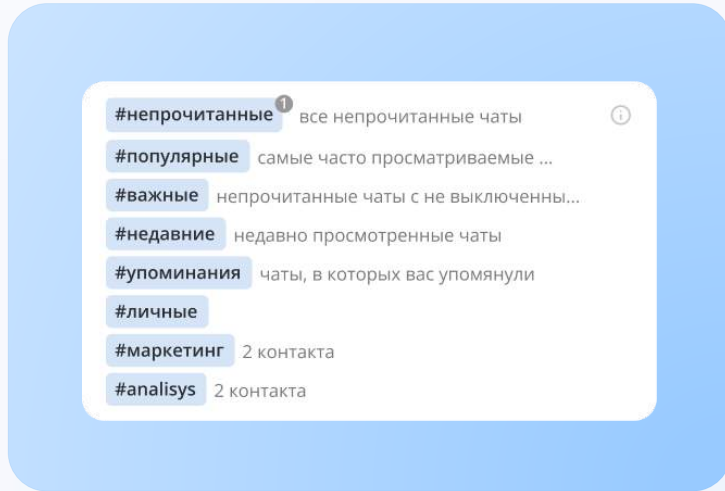 #непрочитанные 1 все непрочитанные чаты
#популярные самые часто просматриваемые ...
#важные непрочитанные чаты с не выключенны...
#недавние недавно просмотренные чаты
#упоминания чаты, в которых вас упомянули
#личные
#маркетинг 2 контакта
#analisys 2 контакта